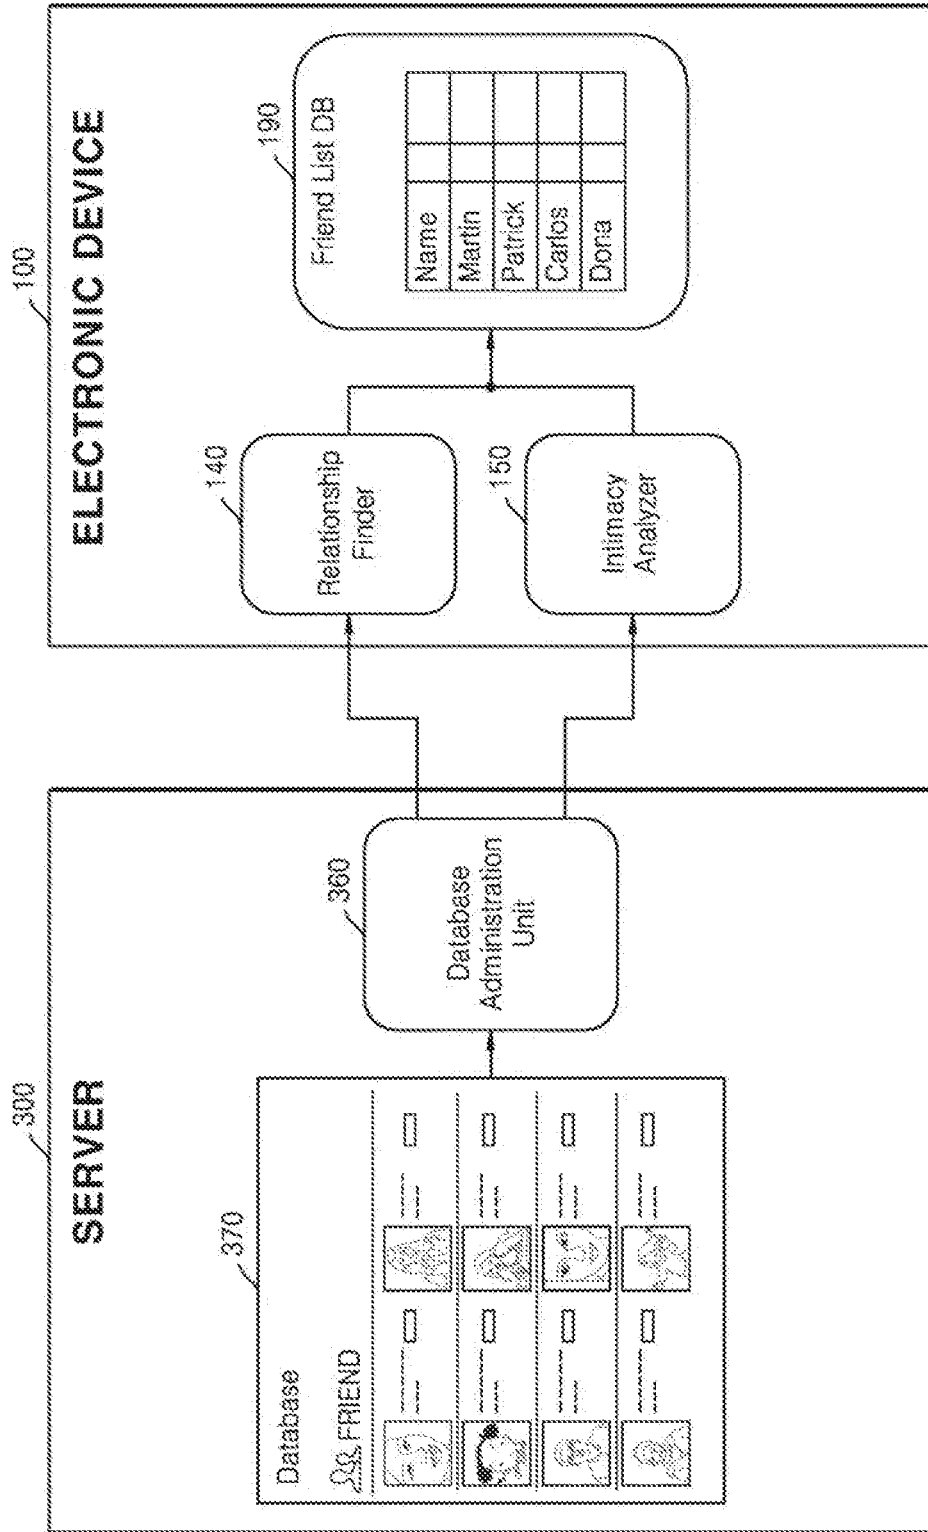 300
SERVER
370
Database
FRIEND
360
Database
Administration
Unit
100
ELECTRONIC DEVICE
140
Relationship
Finder
150
Intimacy
Analyzer
190
Friend List DB
Name
Martin
Patrick
Carlos
Dona